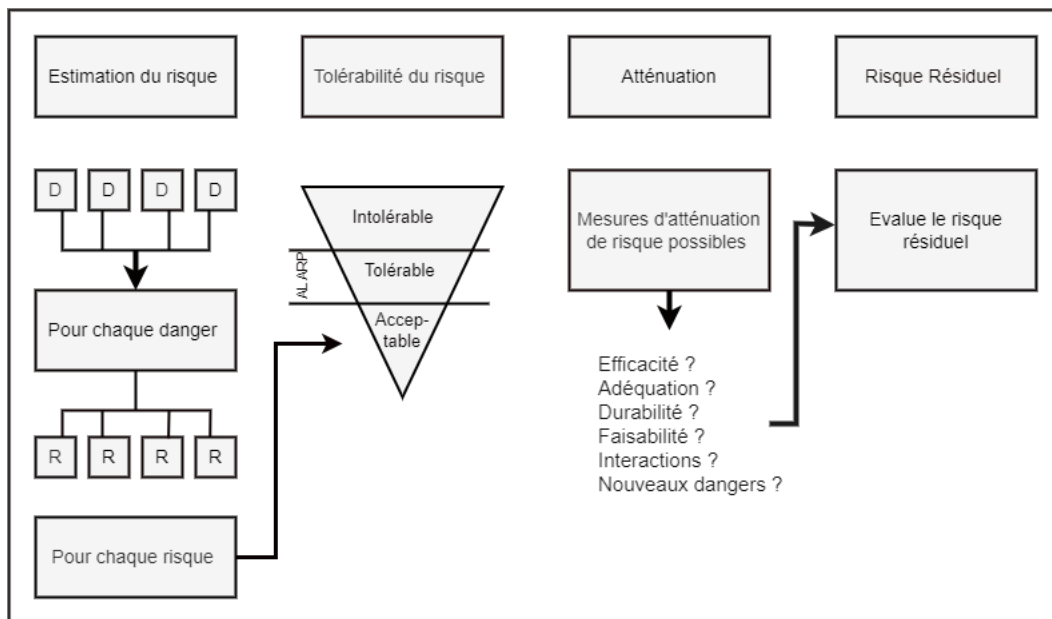 Estimation du risque
Tolérabilité du risque
Atténuation
Risque Résiduel
D
D
D
D
Pour chaque danger
R
R
R
R
Pour chaque risque
Intolérable
ALARP
Tolérable
Accep-
table
Mesures d'atténuation
de risque possibles
Efficacité ?
Adéquation ?
Durabilité ?
Faisabilité ?
Interactions ?
Nouveaux dangers ?
Evalue le risque
résiduel